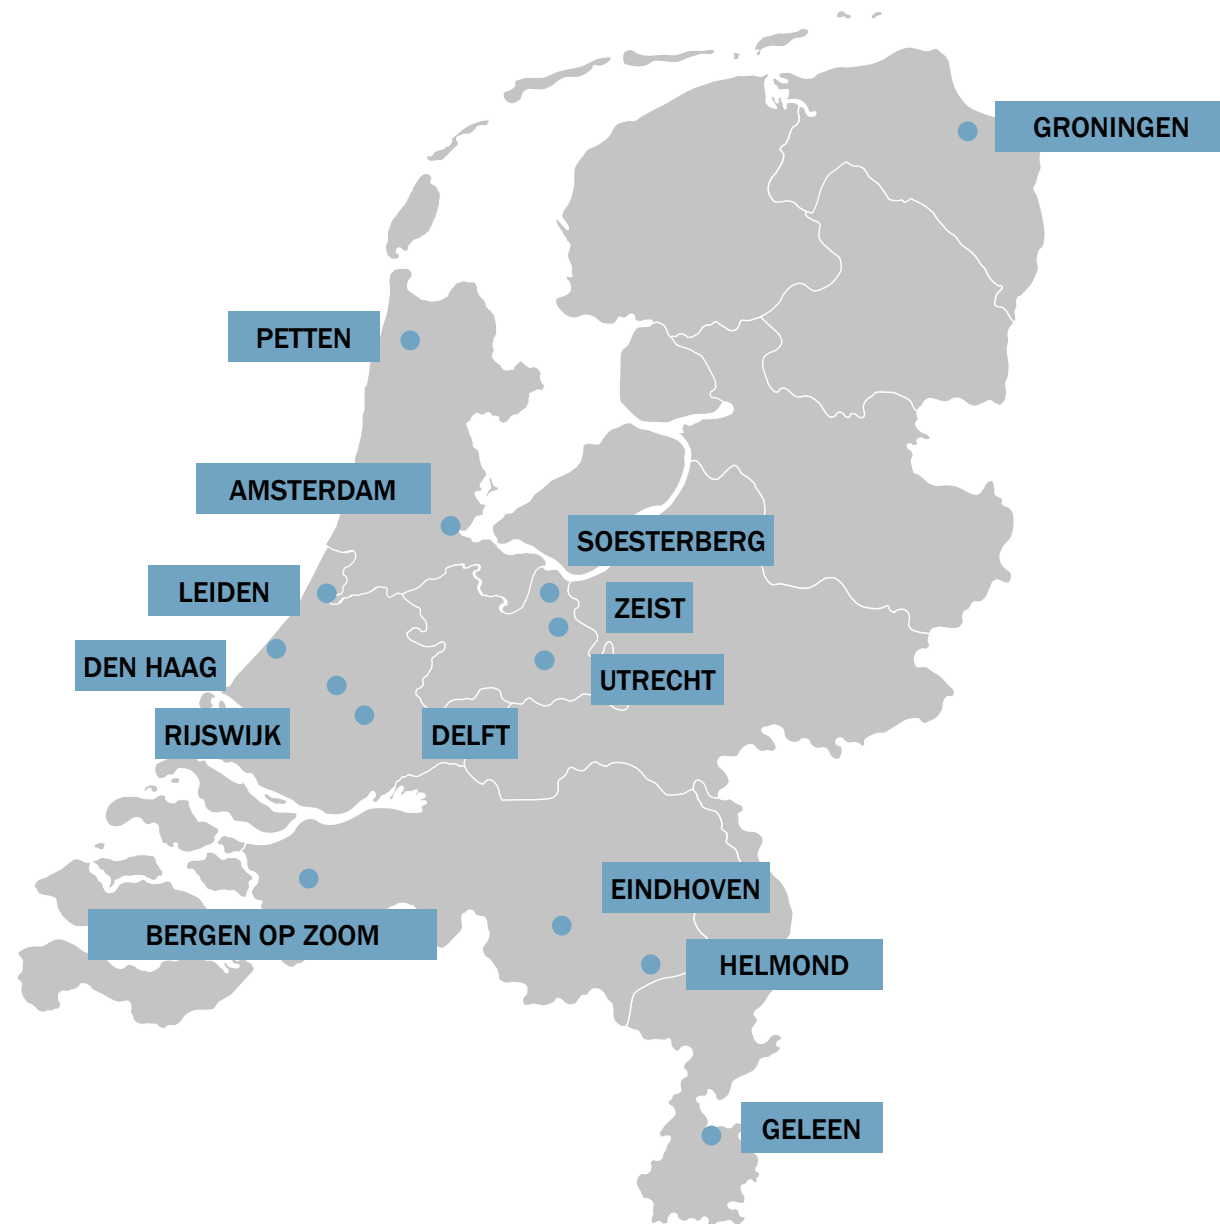 GRONINGEN
PETTEN
AMSTERDAM
SOESTERBERG
LEIDEN
ZEIST
DEN HAAG
UTRECHT
RIJSWIJK
DELFT
EINDHOVEN
BERGEN OP ZOOM
HELMOND
GELEEN